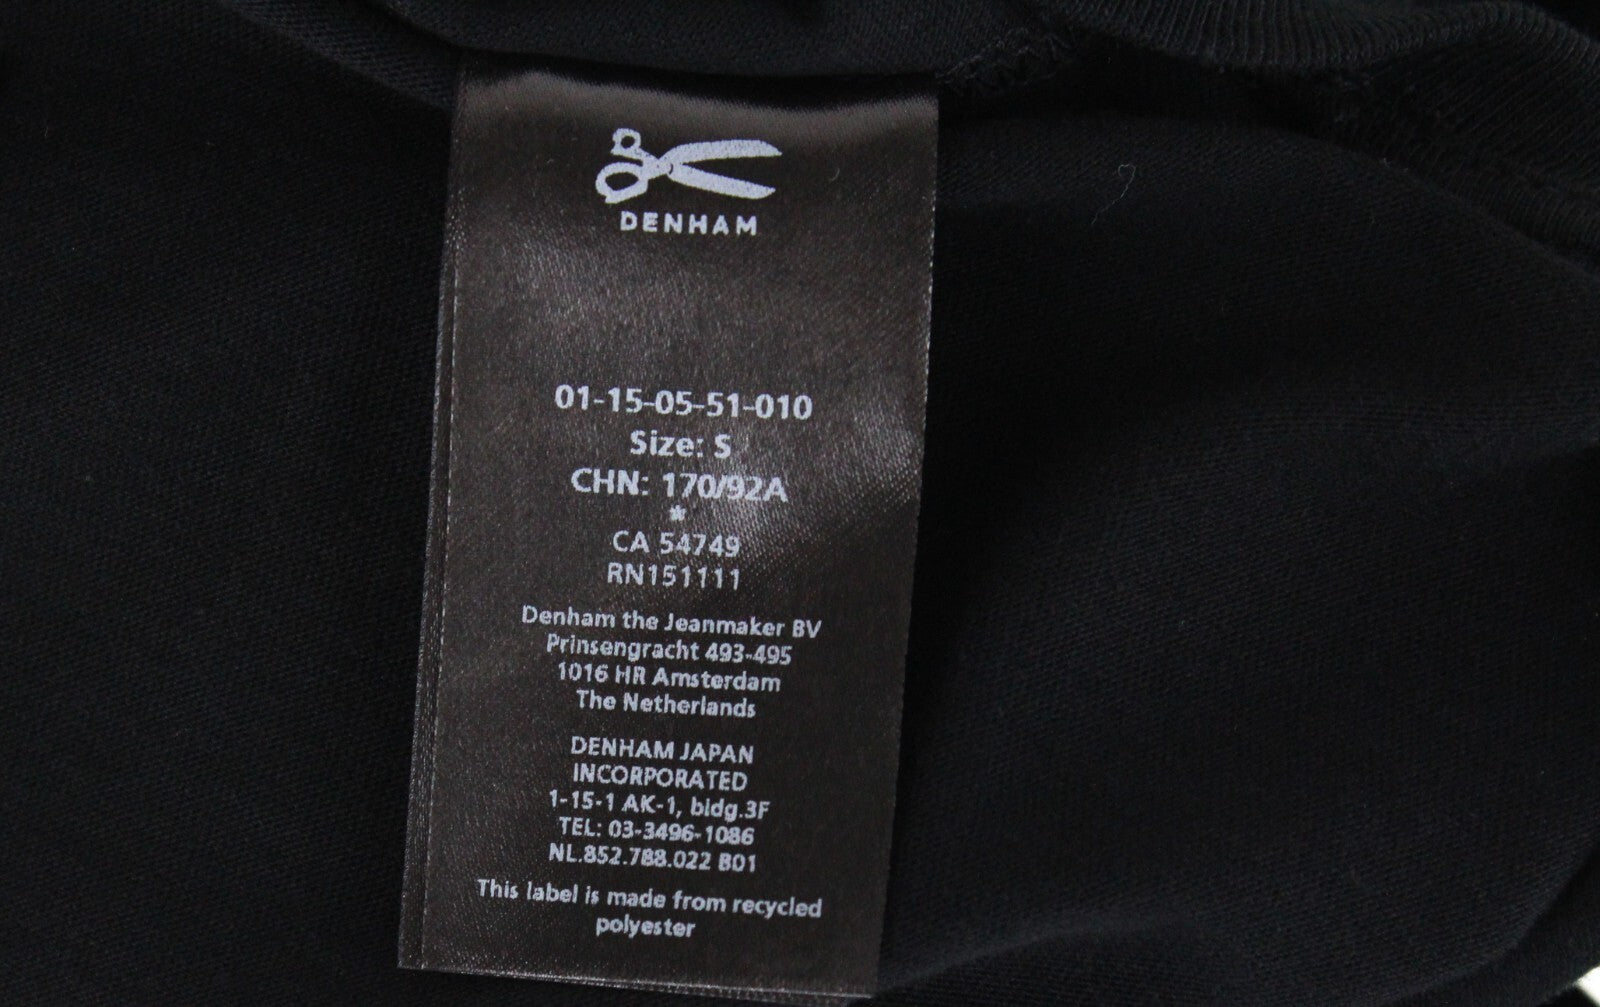 DENHAM
01-15-05-51-010
Size: S
CHN: 170/92A
*
CA 54749
RN151111
Denham the Jeanmaker BV
Prinsengracht 493-495
1016 HR Amsterdam
The Netherlands
DENHAM JAPAN
INCORPORATED
1-15-1 AK-1, bldg.3F
TEL: 03-3496-1086
NL.852.788.022 B01
This label is made from recycled
polyester